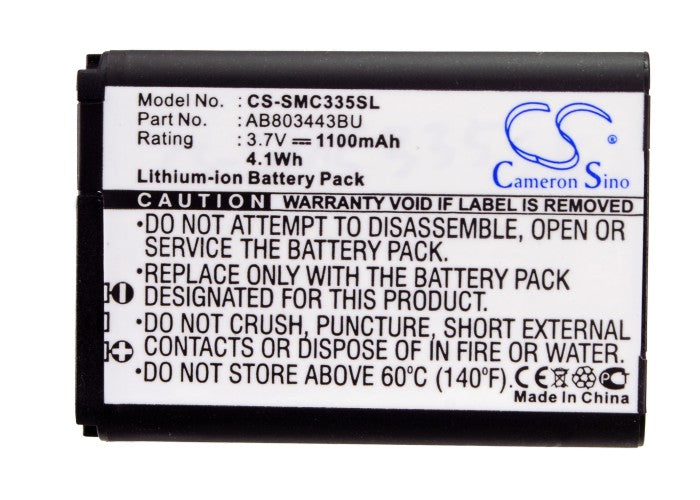 Model No. : CS-SMC335SL
Part No. : AB803443BU
Rating : 3.7V ⎓ 1100mAh
4.1Wh
Lithium-ion Battery Pack
CS
Cameron Sino
CAUTION WARRANTY VOID IF LABEL IS REMOVED
•DO NOT ATTEMPT TO DISASSEMBLE, OPEN OR
SERVICE THE BATTERY PACK.
•REPLACE ONLY WITH THE BATTERY PACK
DESIGNATED FOR THIS SYSTEM.
•DO NOT CRUSH, PUNCTURE, SHORT EXTERNAL
CONTACTS OR DISPOSE OF IN FIRE OR WATER.
•DO NOT STORE ABOVE 60°C (140°F). CE
Made in China